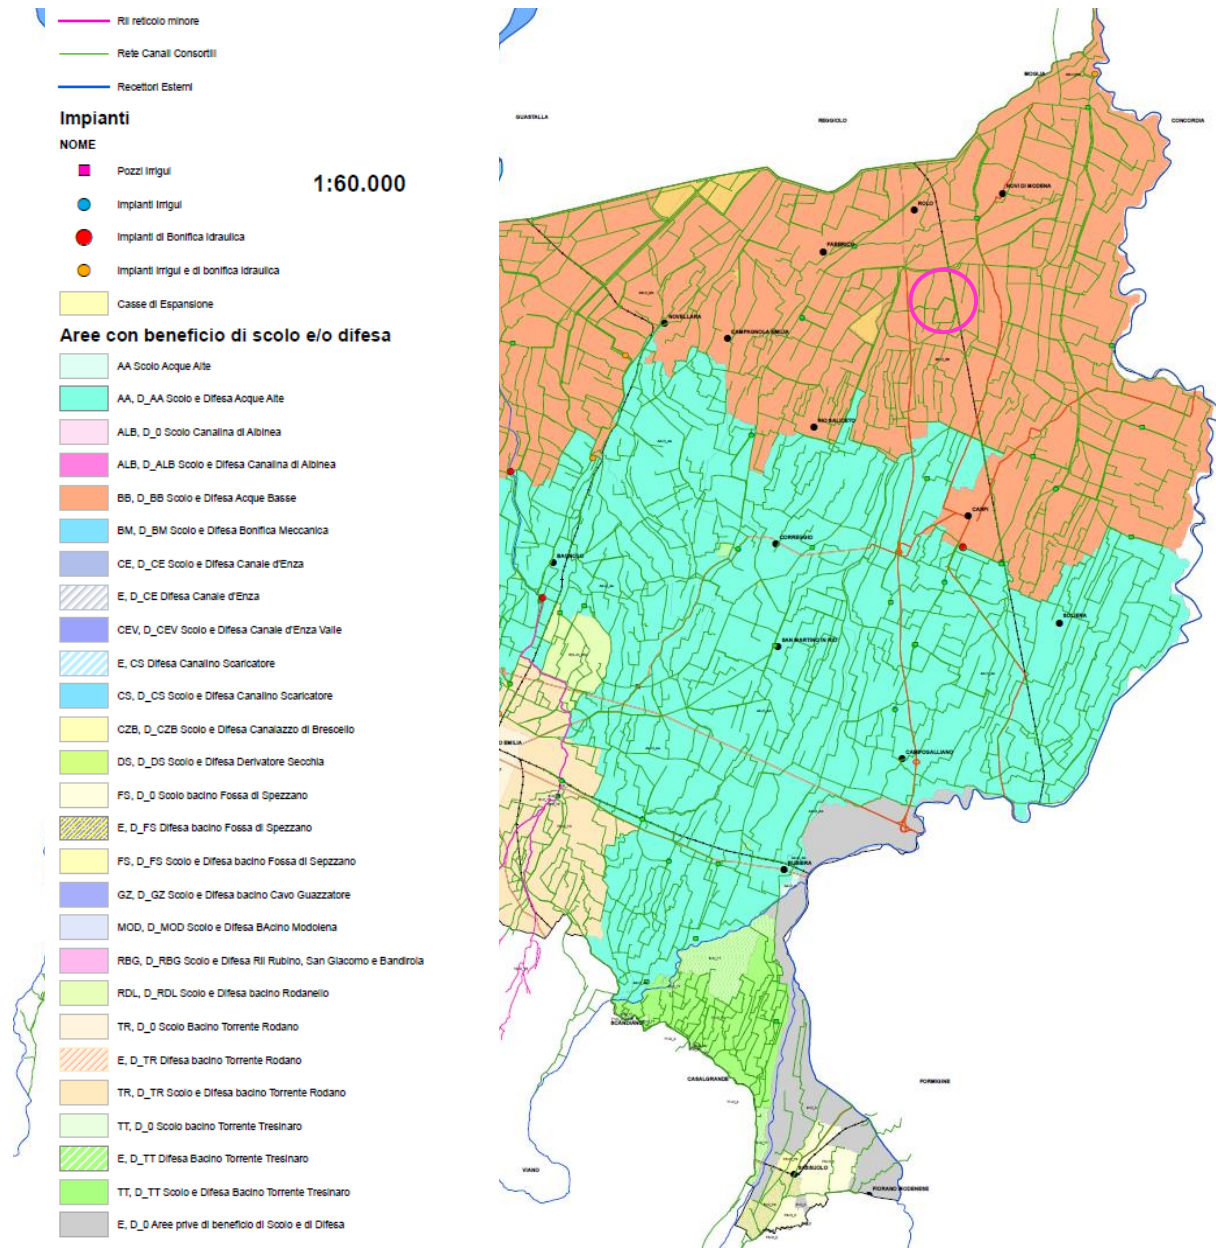 Rii reticolo minore
Rete Canali Consortili
Recettori Esterni
Impianti
NOME
Pozzi Irrigui
1:60.000
Impianti Irrigui
Impianti di Bonifica Idraulica
Impianti Irrigui e di bonifica Idraulica
Casse di Espansione
Aree con beneficio di scolo e/o difesa
AA Scolo Acque Alte
AA, D_AA Scolo e Difesa Acque Alte
ALB, D_0 Scolo Canalina di Albinea
ALB, D_ALB Scolo e Difesa Canalina di Albinea
BB, D_BB Scolo e Difesa Acque Basse
BM, D_BM Scolo e Difesa Bonifica Meccanica
CE, D_CE Scolo e Difesa Canale d'Enza
E, D_CE Difesa Canale d'Enza
CEV, D_CEV Scolo e Difesa Canale d'Enza Valle
E, CS Difesa Canalino Scaricatore
CS, D_CS Scolo e Difesa Canalino Scaricatore
CZB, D_CZB Scolo e Difesa Canalazzo di Brescello
DS, D_DS Scolo e Difesa Derivatore Secchia
FS, D_0 Scolo bacino Fossa di Spezzano
E, D_FS Difesa bacino Fossa di Spezzano
FS, D_FS Scolo e Difesa bacino Fossa di Sepzzano
GZ, D_GZ Scolo e Difesa bacino Cavo Guazzatore
MOD, D_MOD Scolo e Difesa BAcino Modolena
RBG, D_RBG Scolo e Difesa Rii Rubino, San Giacomo e Bandirola
RDL, D_RDL Scolo e Difesa bacino Rodanello
TR, D_0 Scolo Bacino Torrente Rodano
E, D_TR Difesa bacino Torrente Rodano
TR, D_TR Scolo e Difesa bacino Torrente Rodano
TT, D_0 Scolo bacino Torrente Tresinaro
E, D_TT Difesa Bacino Torrente Tresinaro
TT, D_TT Scolo e Difesa Bacino Torrente Tresinaro
E, D_0 Aree prive di beneficio di Scolo e di Difesa
MOGLIA
GUASTALLA
REGGIOLO
CONCORDIA
NOVI DI MODENA
ROLO
FABBRICO
NOVELLARA
CAMPAGNOLA EMILIA
RIO SALICETO
CARPI
CORREGGIO
BAGNOLO
SOLIERA
SAN MARTINO IN RIO
O EMILIA
CAMPOGALLIANO
RUBIERA
SCANDIANO
CASALGRANDE
FORMIGINE
VIANO
SASSUOLO
FIORANO MODENESE